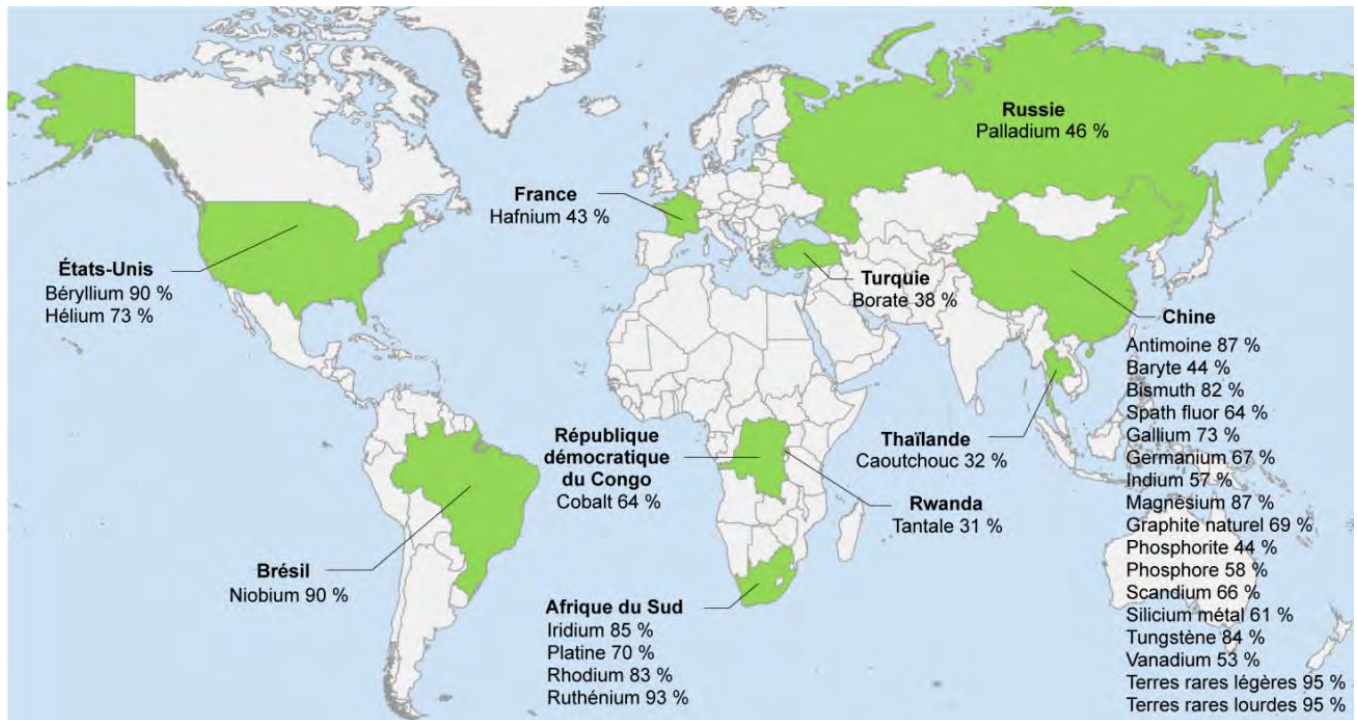 Russie
Palladium 46 %
France
Hafnium 43 %
États-Unis
Béryllium 90 %
Hélium 73 %
Turquie
Borate 38 %
Chine
Antimoine 87 %
Baryte 44 %
Bismuth 82 %
Spath fluor 64 %
Gallium 73 %
Germanium 67 %
Indium 57 %
Magnésium 87 %
Graphite naturel 69 %
Phosphorite 44 %
Phosphore 58 %
Scandium 66 %
Silicium métal 61 %
Tungstène 84 %
Vanadium 53 %
Terres rares légères 95 %
Terres rares lourdes 95 %
Thaïlande
Caoutchouc 32 %
République
démocratique
du Congo
Cobalt 64 %
Rwanda
Tantale 31 %
Brésil
Niobium 90 %
Afrique du Sud
Iridium 85 %
Platine 70 %
Rhodium 83 %
Ruthénium 93 %